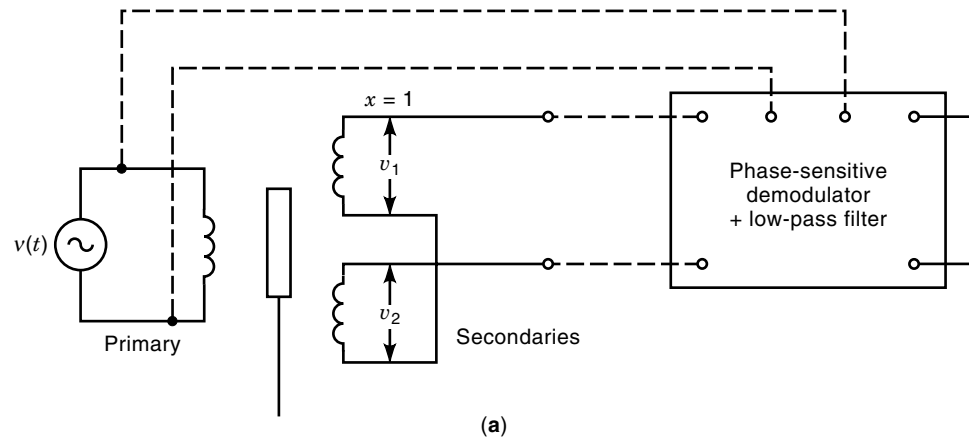 x = 1
v1
Phase-sensitive
demodulator
+ low-pass filter
v(t)
v2
Primary
Secondaries
(a)